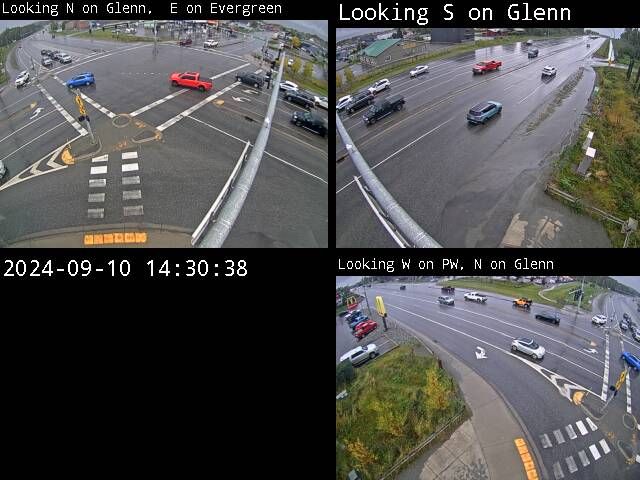 Looking N on Glenn,  E on Evergreen
Looking S on Glenn
2024-09-10 14:30:38
Looking W on PW, N on Glenn